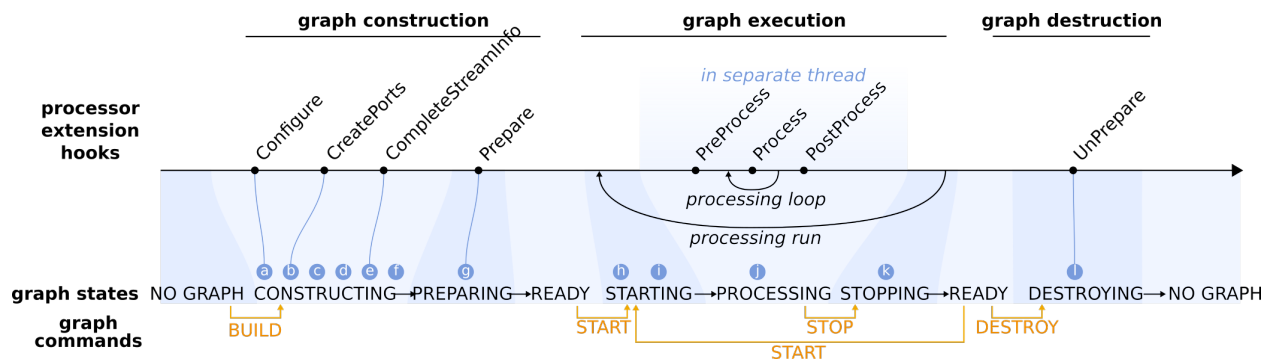 graph construction
graph execution
graph destruction
in separate thread
processor
extension
hooks
Configure
CreatePorts
CompleteStreamInfo
Prepare
PreProcess
Process
PostProcess
UnPrepare
processing loop
processing run
a b c d e f g h i j k l
graph states NO GRAPH CONSTRUCTING PREPARING READY STARTING PROCESSING STOPPING READY DESTROYING NO GRAPH
graph
commands
BUILD START STOP DESTROY
START